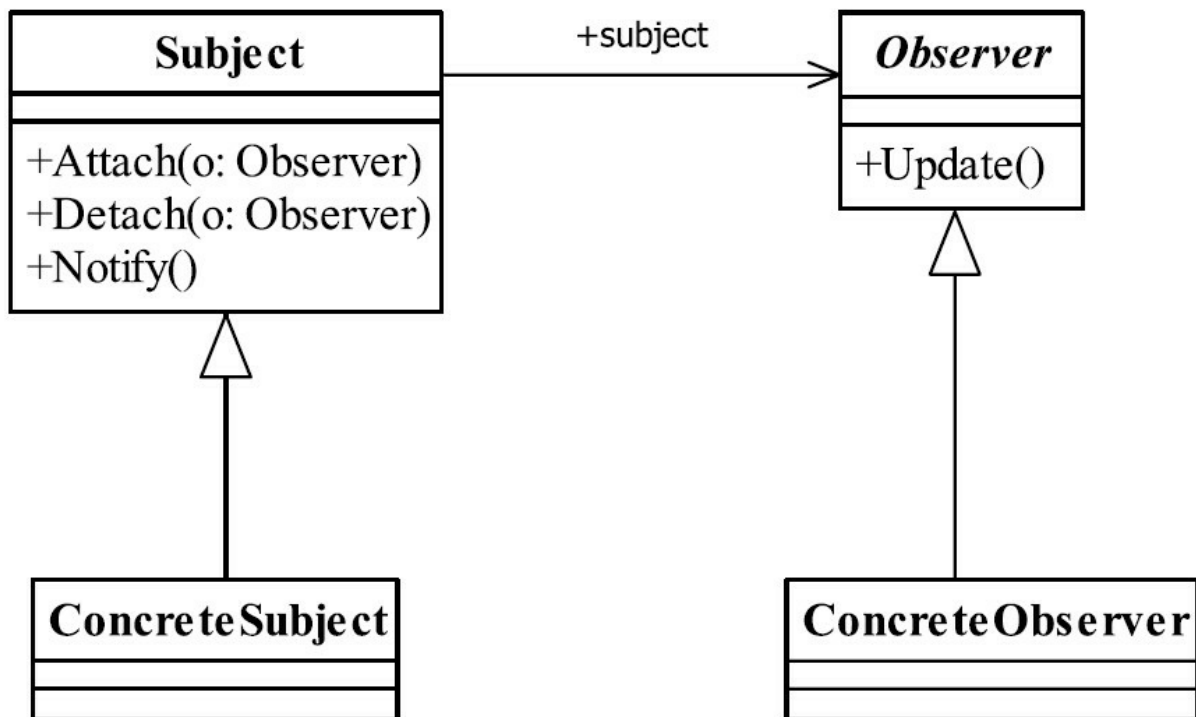 Subject
+Attach(o: Observer)
+Detach(o: Observer)
+Notify()
+subject
Observer
+Update()
ConcreteSubject
ConcreteObserver